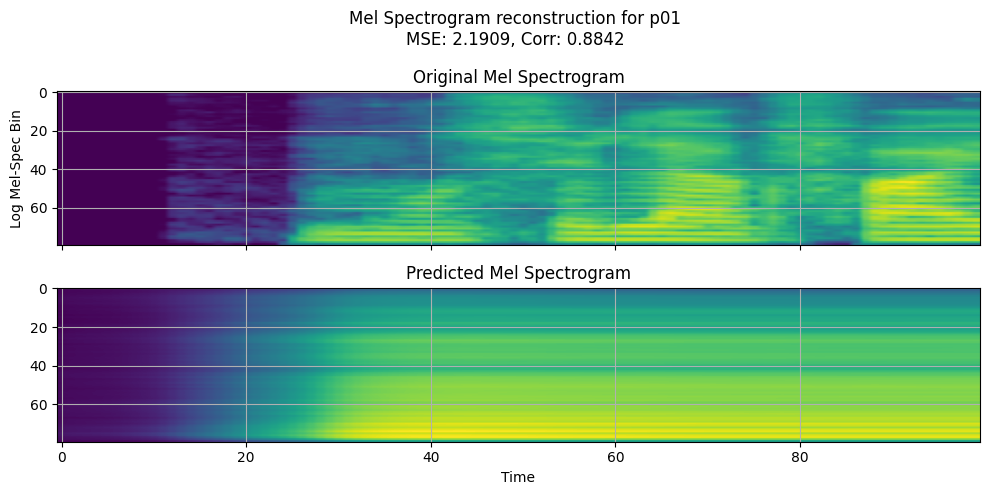 Mel Spectrogram reconstruction for p01
MSE: 2.1909, Corr: 0.8842
Original Mel Spectrogram
0
20
40
60
Log Mel-Spec Bin
Predicted Mel Spectrogram
0
20
40
60
0 20 40 60 80
Time